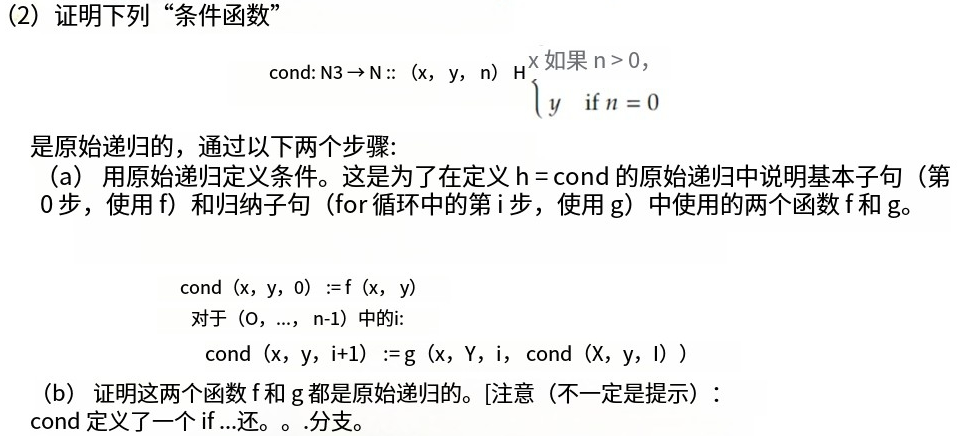 (2) 证明下列“条件函数”
x 如果 n > 0,
cond: N3 → N :: (x, y, n) H
y if n = 0
是原始递归的，通过以下两个步骤:
(a) 用原始递归定义条件。这是为了在定义 h = cond 的原始递归中说明基本子句（第
0 步，使用 f）和归纳子句（for 循环中的第 i 步，使用 g）中使用的两个函数 f 和 g。
cond（x，y，0） := f（x， y）
对于（O，...， n-1）中的i:
cond（x，y，i+1） := g（x，Y，i， cond（X，y，I））
（b） 证明这两个函数 f 和 g 都是原始递归的。[注意（不一定是提示）：
cond 定义了一个 if ...还。。.分支。